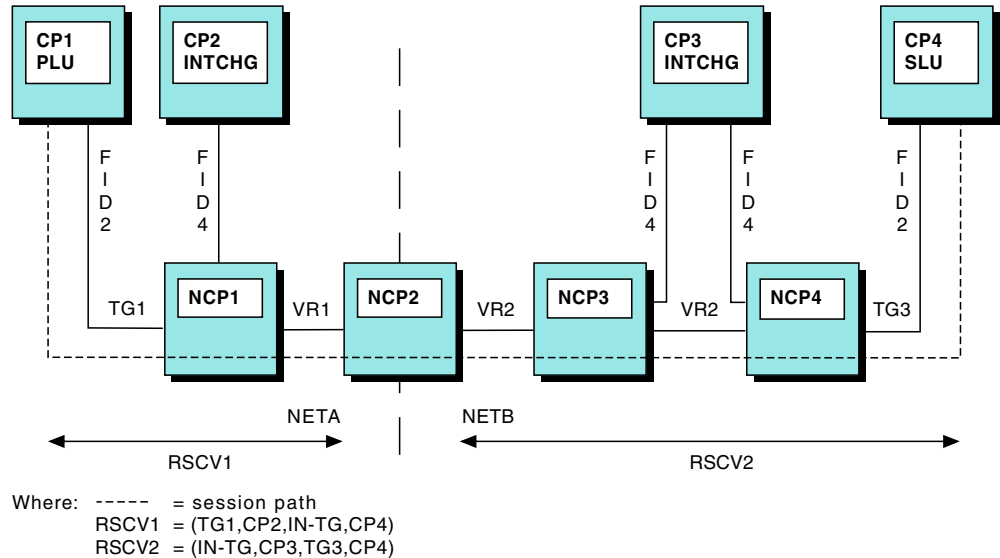 CP1
PLU
CP2
INTCHG
CP3
INTCHG
CP4
SLU
F
I
D
2
F
I
D
4
F
I
D
4
F
I
D
4
F
I
D
2
NCP1
NCP2
NCP3
NCP4
TG1
VR1
VR2
VR2
TG3
NETA
NETB
RSCV1
RSCV2
Where: ----- = session path
RSCV1 = (TG1,CP2,IN-TG,CP4)
RSCV2 = (IN-TG,CP3,TG3,CP4)